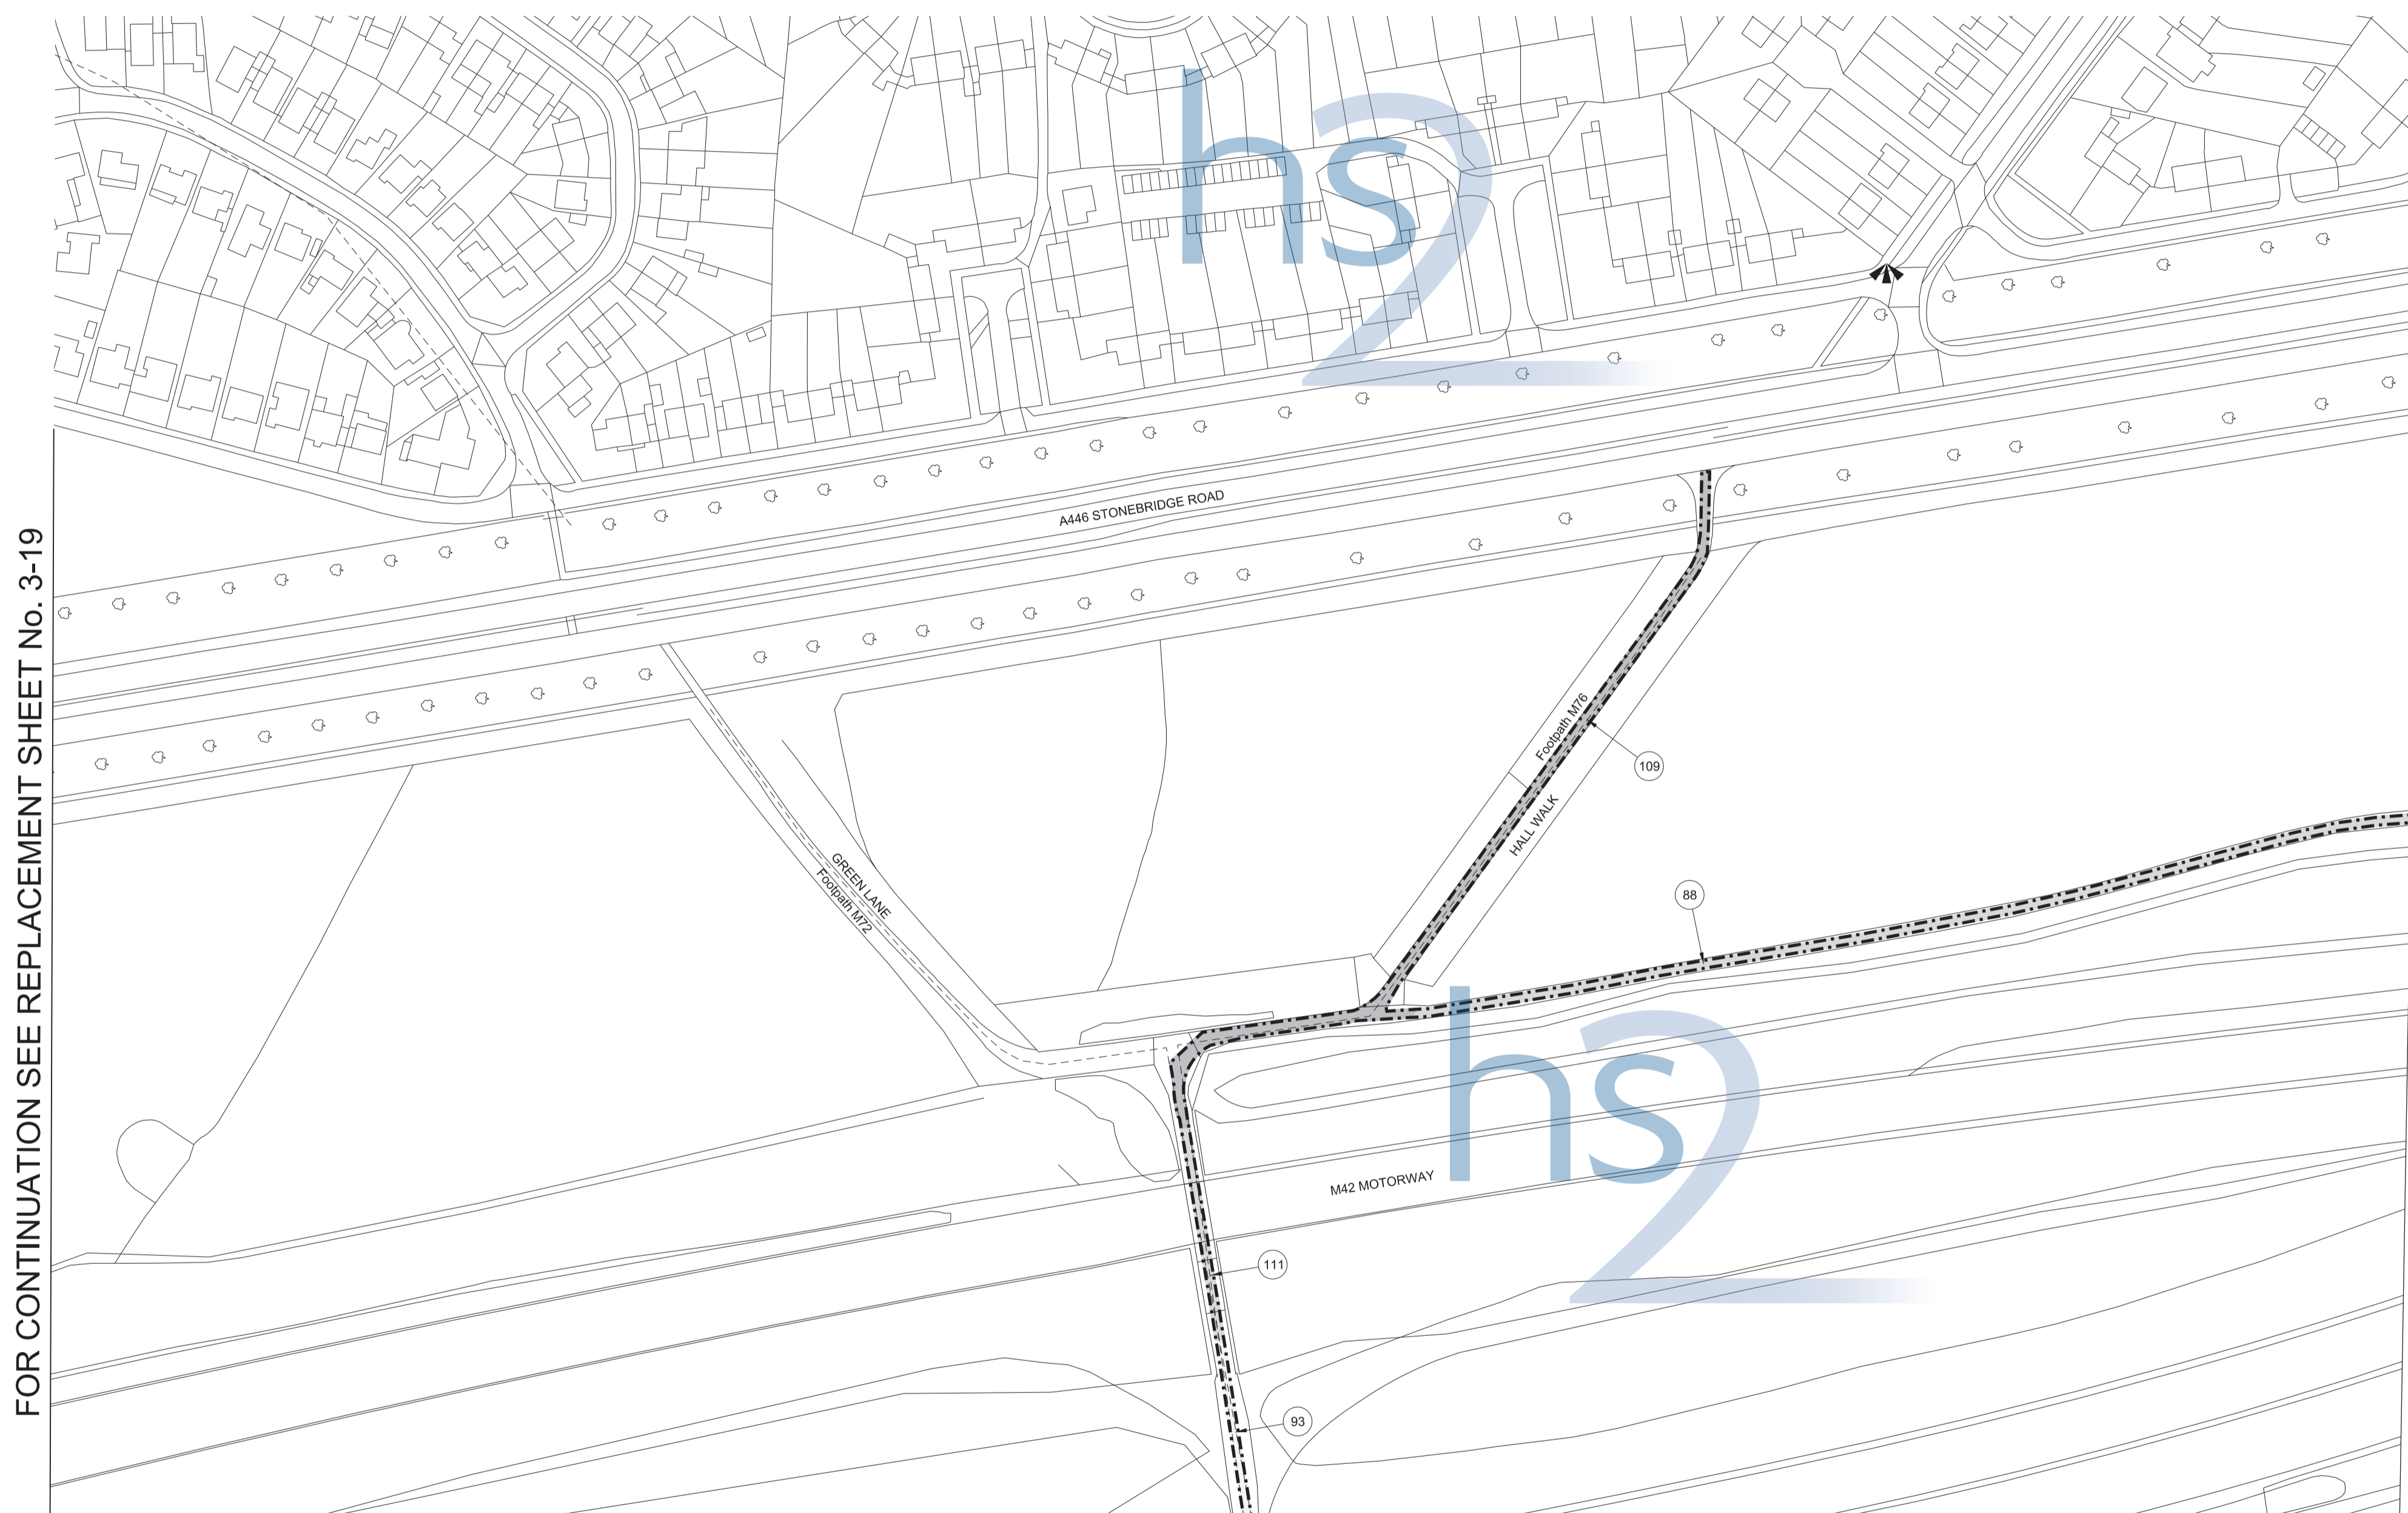 FOR CONTINUATION SEE REPLACEMENT SHEET No. 3-19
hs2
A446 STONEBRIDGE ROAD
Footpath M76
109
HALL WALK
GREEN LANE
Footpath M72
88
hs2
M42 MOTORWAY
111
93